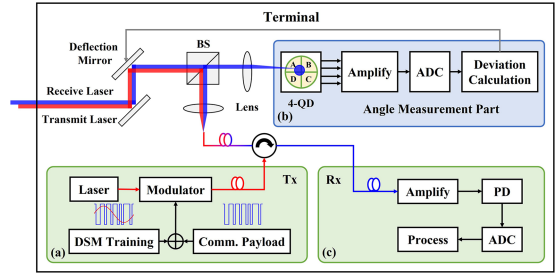 Terminal
Deflection
Mirror
BS
Receive Laser
Transmit Laser
Lens
A
B
D
C
4-QD
Amplify
ADC
Deviation
Calculation
(b)
Angle Measurement Part
Tx
Laser
Modulator
DSM Training
Comm. Payload
(a)
Rx
Amplify
PD
Process
ADC
(c)